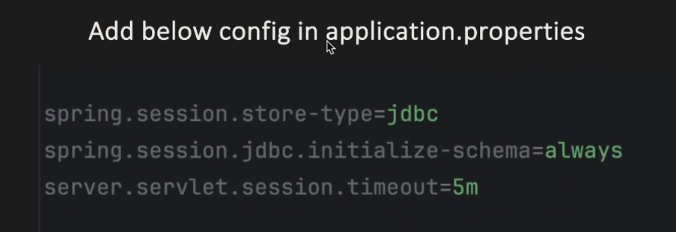 Add below config in application.properties
spring.session.store-type=jdbc
spring.session.jdbc.initialize-schema=always
server.servlet.session.timeout=5m